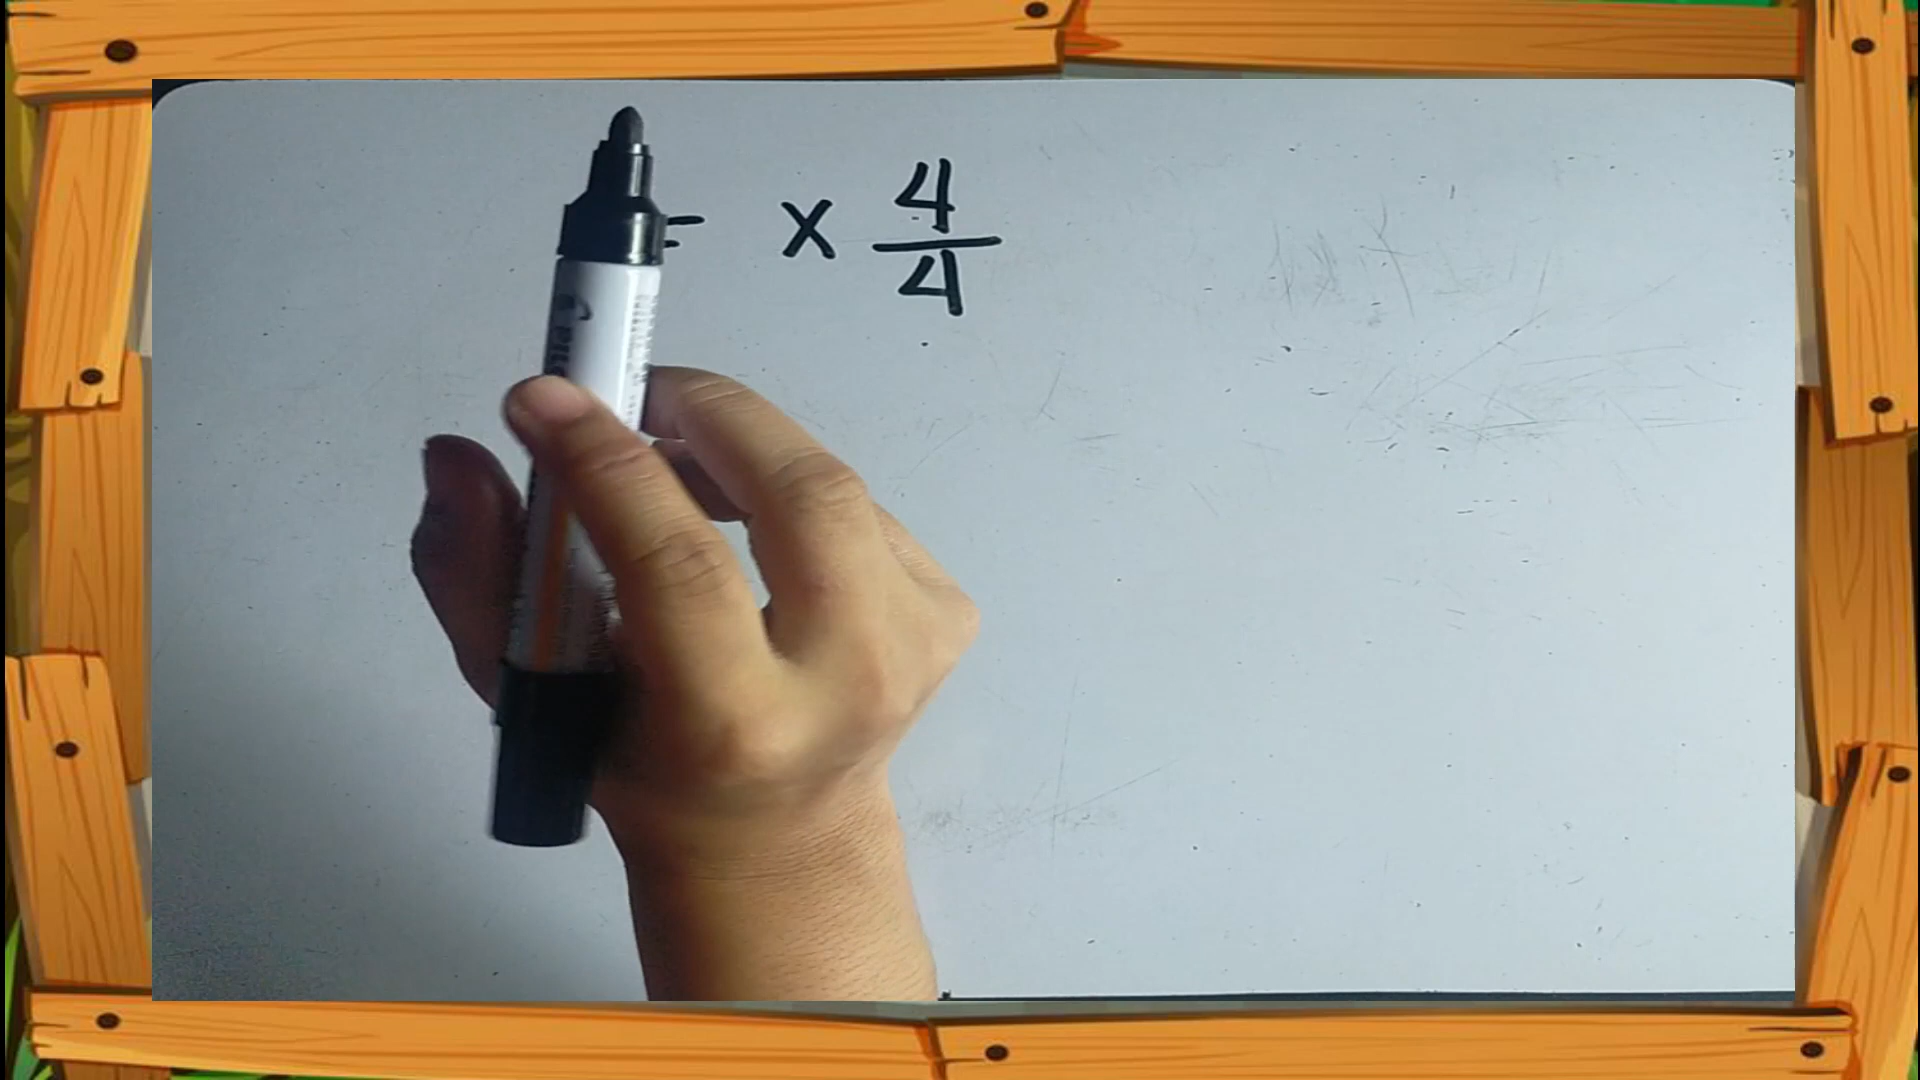 = × 4/4